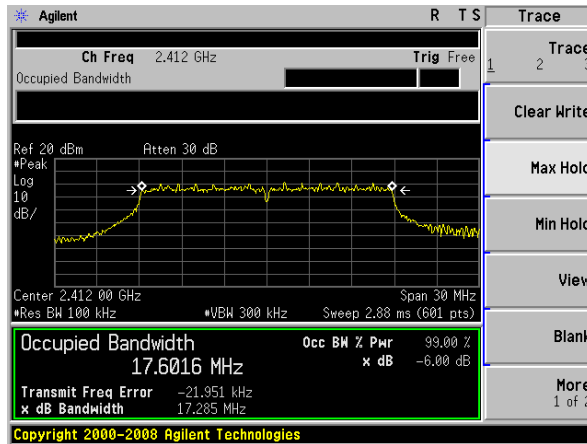 Agilent R T S Trace
Ch Freq 2.412 GHz Trig Free
Occupied Bandwidth
Trace
1 2 3
Clear Write
Max Hold
Min Hold
View
Blank
More
1 of 2
Ref 20 dBm Atten 30 dB
#Peak
Log
10
dB/
Center 2.412 00 GHz Span 30 MHz
#Res BW 100 kHz #VBW 300 kHz Sweep 2.88 ms (601 pts)
Occupied Bandwidth Occ BW % Pwr 99.00 %
17.6016 MHz x dB -6.00 dB
Transmit Freq Error -21.951 kHz
x dB Bandwidth 17.285 MHz
Copyright 2000-2008 Agilent Technologies